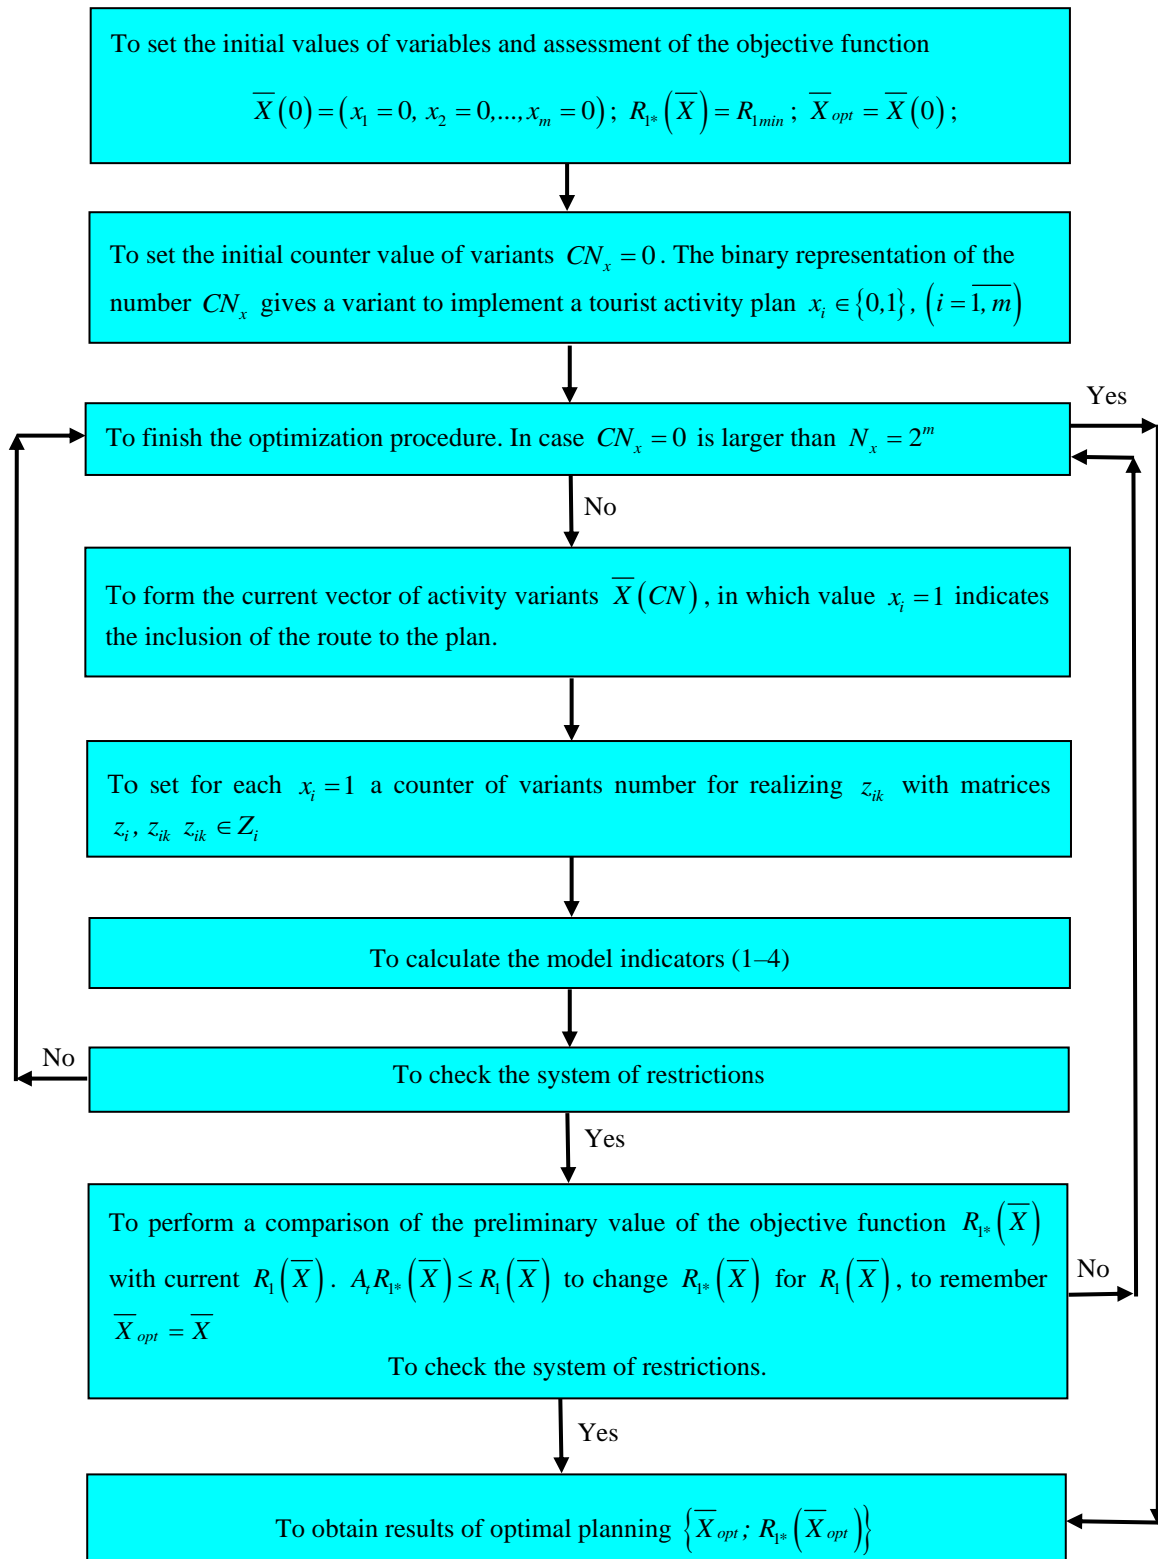 To set the initial values of variables and assessment of the objective function
X̅(0) = (x₁ = 0, x₂ = 0,..., xₘ = 0); R₁*(X̅) = R₁min; X̅opt = X̅(0);
To set the initial counter value of variants CNₓ = 0. The binary representation of the
number CNₓ gives a variant to implement a tourist activity plan xᵢ ∈ {0,1}, (i = 1, m)
Yes
To finish the optimization procedure. In case CNₓ = 0 is larger than Nₓ = 2ᵐ
No
To form the current vector of activity variants X̅(CN), in which value xᵢ = 1 indicates
the inclusion of the route to the plan.
To set for each xᵢ = 1 a counter of variants number for realizing zᵢₖ with matrices
zᵢ, zᵢₖ zᵢₖ ∈ Zᵢ
To calculate the model indicators (1–4)
No
To check the system of restrictions
Yes
To perform a comparison of the preliminary value of the objective function R₁*(X̅)
with current R₁(X̅). AₜR₁*(X̅) ≤ R₁(X̅) to change R₁*(X̅) for R₁(X̅), to remember
No
X̅opt = X̅
To check the system of restrictions.
Yes
To obtain results of optimal planning {X̅opt; R₁*(X̅opt)}